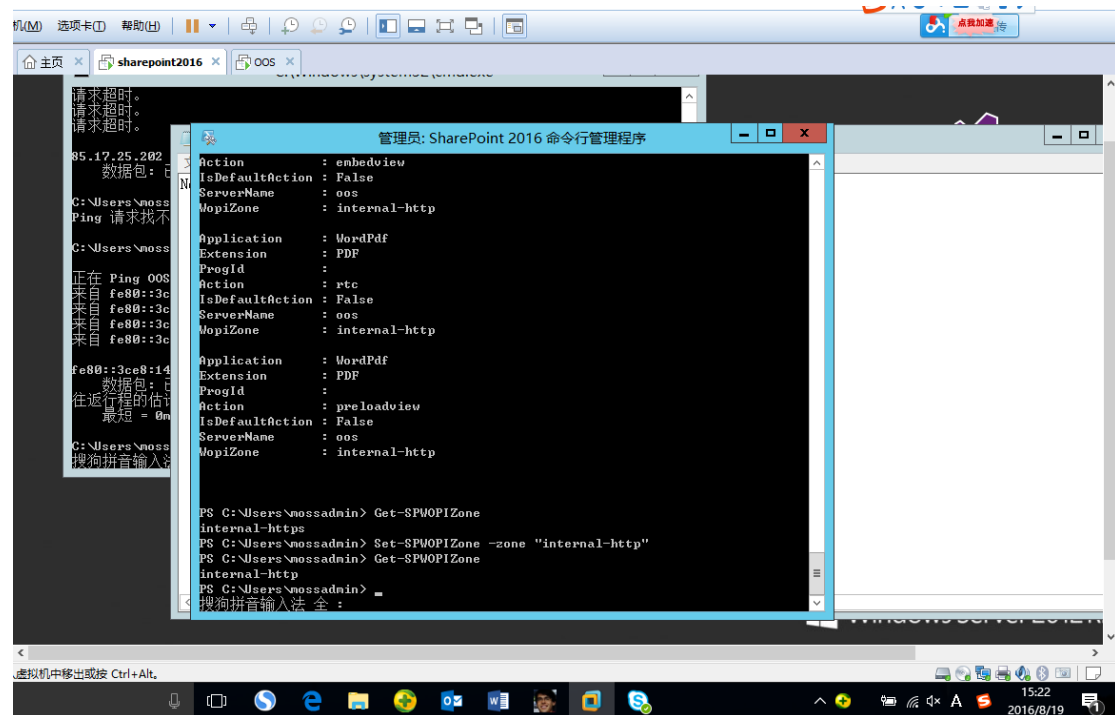 机(M) 选项卡(T) 帮助(H)
点我加速
传
主页 sharepoint2016 OOS
请求超时。
请求超时。
请求超时。
85.17.25.202
数据包:
C:\Users\moss
Ping 请求找不
C:\Users\moss
正在 Ping OOS
来自 fe80::3c
来自 fe80::3c
来自 fe80::3c
来自 fe80::3c
fe80::3ce8:14
数据包:
往返行程的估计
最短 = 0m
C:\Users\moss
搜狗拼音输入法
管理员: SharePoint 2016 命令行管理程序
Action : embedview
IsDefaultAction : False
ServerName : oos
WopiZone : internal-http
Application : WordPdf
Extension : PDF
ProgId :
Action : rtc
IsDefaultAction : False
ServerName : oos
WopiZone : internal-http
Application : WordPdf
Extension : PDF
ProgId :
Action : preloadview
IsDefaultAction : False
ServerName : oos
WopiZone : internal-http
PS C:\Users\mossadmin> Get-SPWOPIZone
internal-https
PS C:\Users\mossadmin> Set-SPWOPIZone -zone "internal-http"
PS C:\Users\mossadmin> Get-SPWOPIZone
internal-http
PS C:\Users\mossadmin> _
搜狗拼音输入法 全 :
虚拟机中移出或按 Ctrl+Alt。
A
15:22
2016/8/19